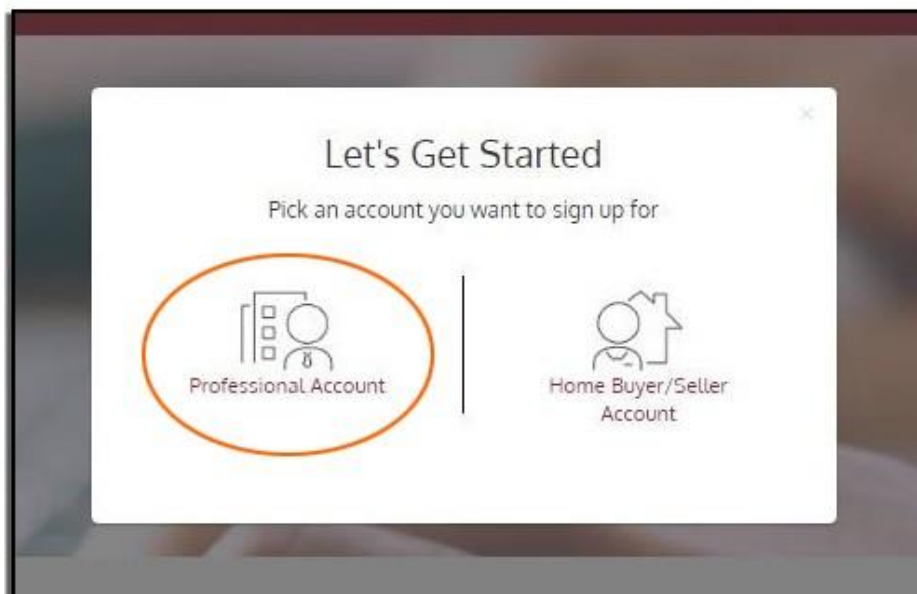 Let's Get Started
Pick an account you want to sign up for
Professional Account
Home Buyer/Seller
Account